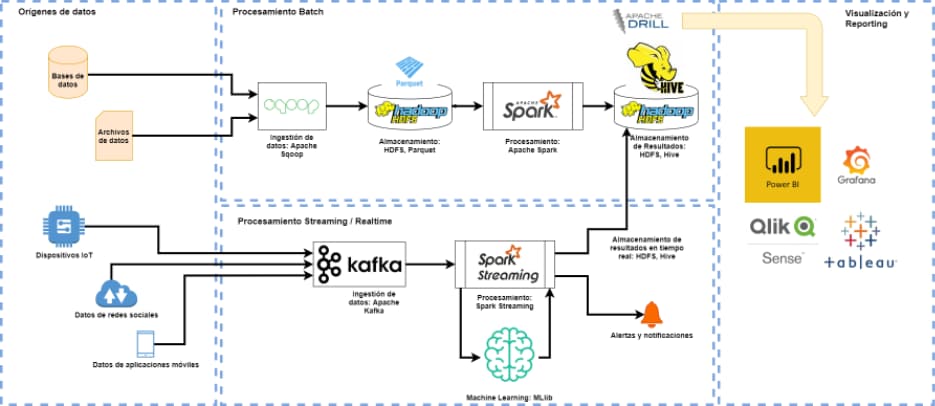 Orígenes de datos
Procesamiento Batch
APACHE
DRILL
Visualización y
Reporting
Bases de
datos
Archivos
de datos
sqoop
Ingestión de
datos: Apache
Sqoop
Parquet
hadoop
HDFS
Almacenamiento:
HDFS, Parquet
APACHE
Spark
Procesamiento:
Apache Spark
HIVE
hadoop
HDFS
Almacenamiento
de Resultados:
HDFS, Hive
Power BI
Grafana
Qlik Q
Sense
+ableau
Procesamiento Streaming / Realtime
Dispositivos IoT
Datos de redes sociales
Datos de aplicaciones móviles
kafka
Ingestión de
datos: Apache
Kafka
Spark
Streaming
Procesamiento:
Spark Streaming
Almacenamiento de
resultados en tiempo
real: HDFS, Hive
Alertas y notificaciones
Machine Learning: MLlib